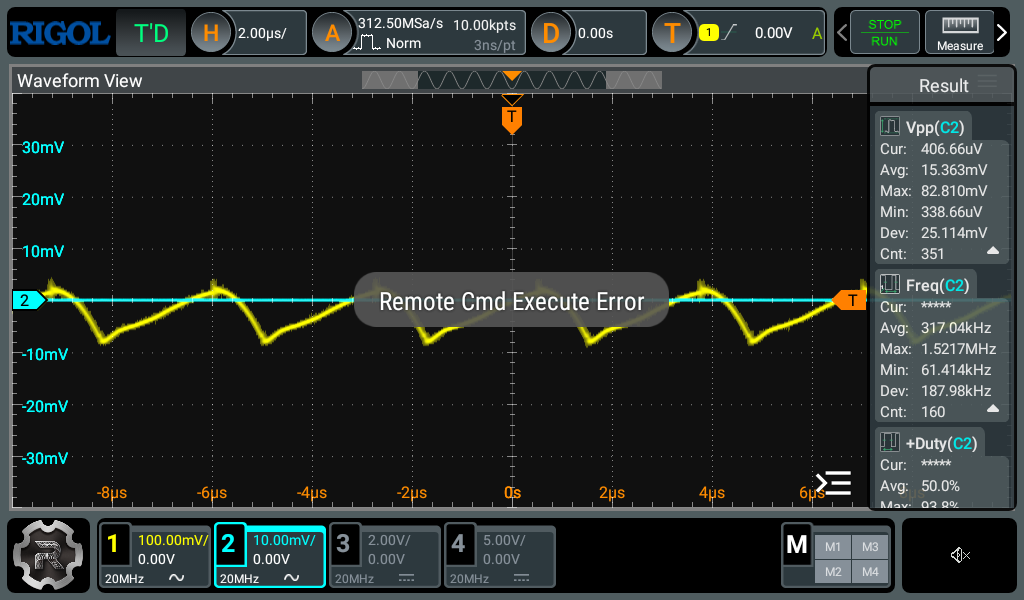 RIGOL T'D H 2.00μs/ A 312.50MSa/s 10.00kpts D 0.00s T 1 0.00V A STOP
Norm 3ns/pt RUN Measure
Waveform View
Result
T
30mV
20mV
10mV
2
-10mV
-20mV
-30mV
T
Remote Cmd Execute Error
-8μs -6μs -4μs -2μs 0s 2μs 4μs 6μs
Vpp(C2)
Cur: 406.66uV
Avg: 15.363mV
Max: 82.810mV
Min: 338.66uV
Dev: 25.114mV
Cnt: 351
Freq(C2)
Cur: *****
Avg: 317.04kHz
Max: 1.5217MHz
Min: 61.414kHz
Dev: 187.98kHz
Cnt: 160
+Duty(C2)
Cur: *****
Avg: 50.0%
Max: 93.8%
R
1 100.00mV/
0.00V
20MHz
2 10.00mV/
0.00V
20MHz
3 2.00V/
0.00V
20MHz
4 5.00V/
0.00V
20MHz
M M1 M3
M2 M4